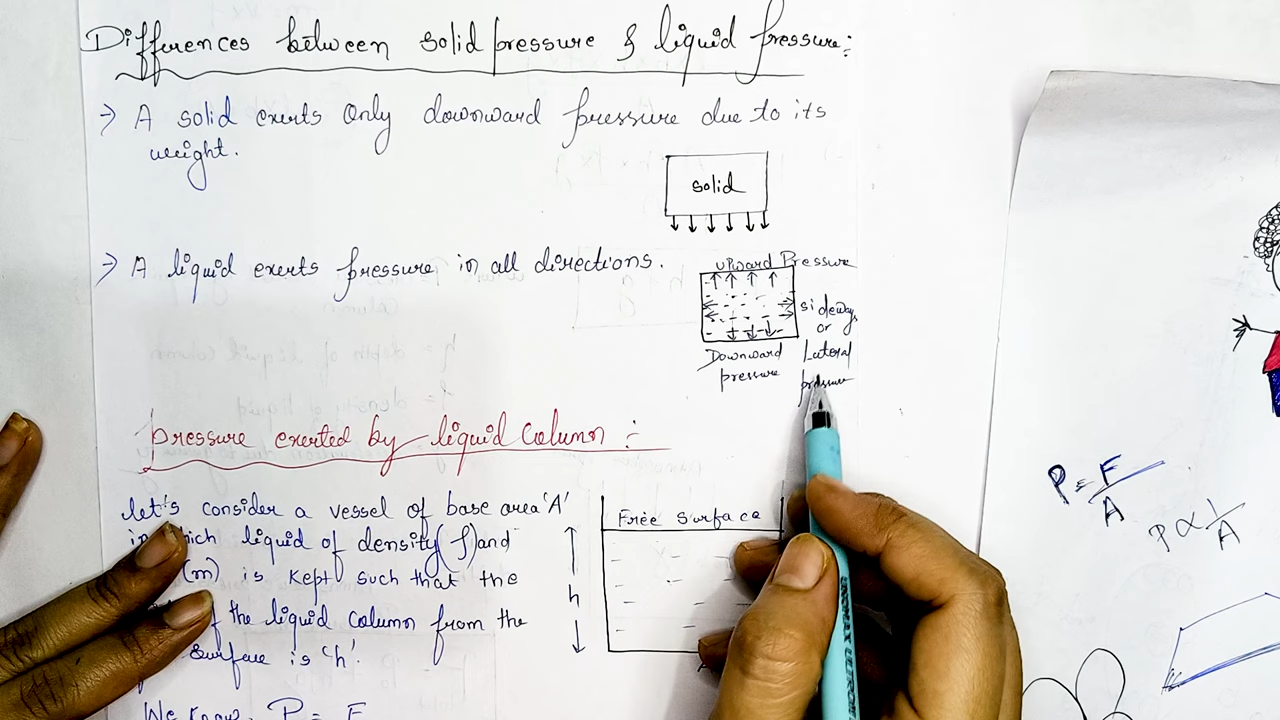 Differences between solid pressure & liquid pressure:
→ A solid exerts only downward pressure due to its
weight.
solid
→ A liquid exerts pressure in all directions.
upward Pressure
sideways
or
Lateral
pressure
Downward
pressure
Pressure exerted by liquid Column :-
let's consider a vessel of base area 'A'
liquid of density (ρ) and
(m) is kept such that the
the liquid column from the
surface is 'h'.
We know, P = F
Free Surface
h
P = F/A
P ∝ 1/A